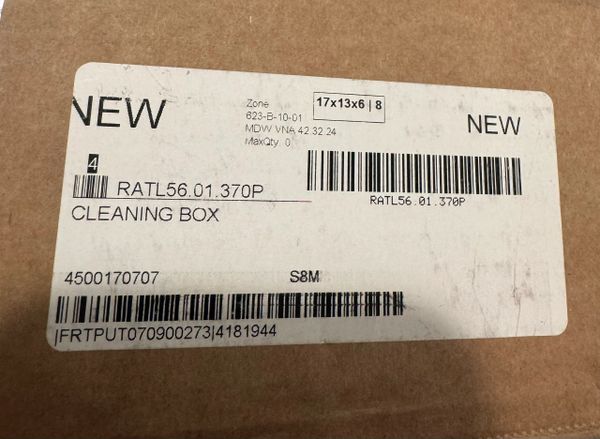 NEW
Zone
623-B-10-01
MDW VNA 42.32.24
MaxQty: 0
17x13x6 | 8
NEW
4
RATL56.01.370P
RATL56.01.370P
CLEANING BOX
4500170707
S8M
|FRTPUT070900273|4181944